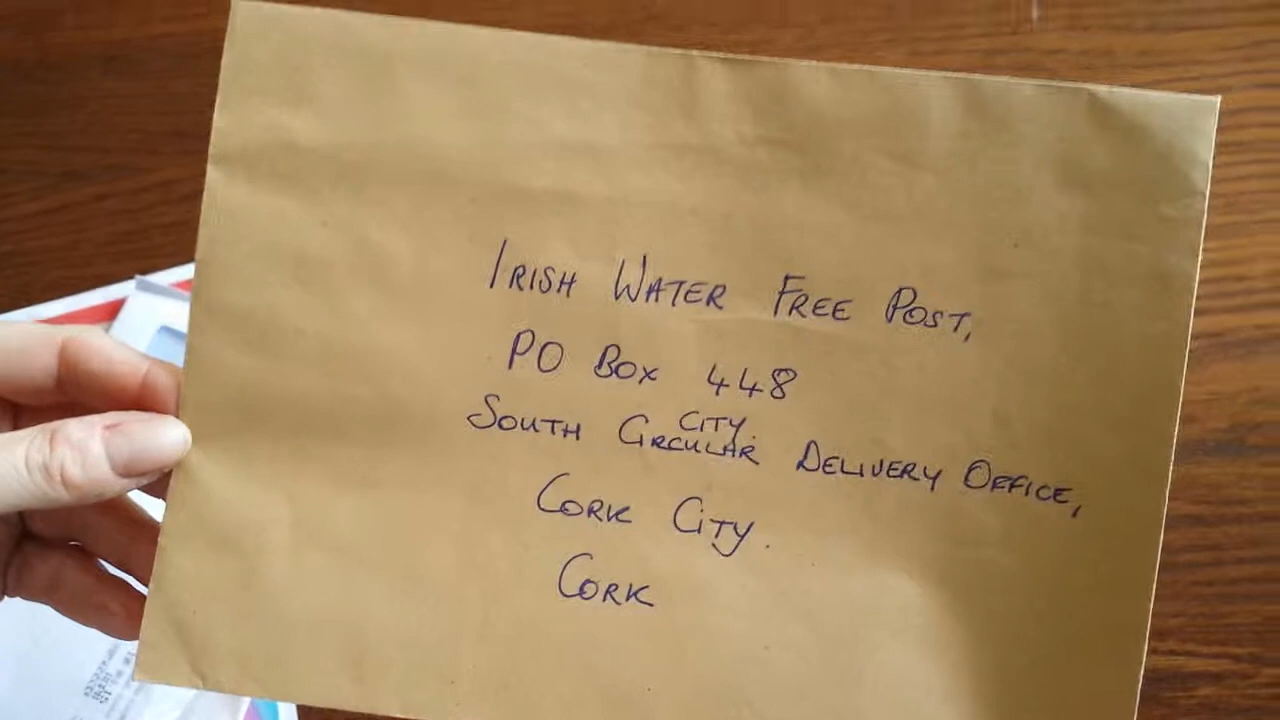 IRISH WATER FREE POST,
PO BOX 448
CITY
SOUTH CIRCULAR DELIVERY OFFICE,
CORK CITY.
CORK